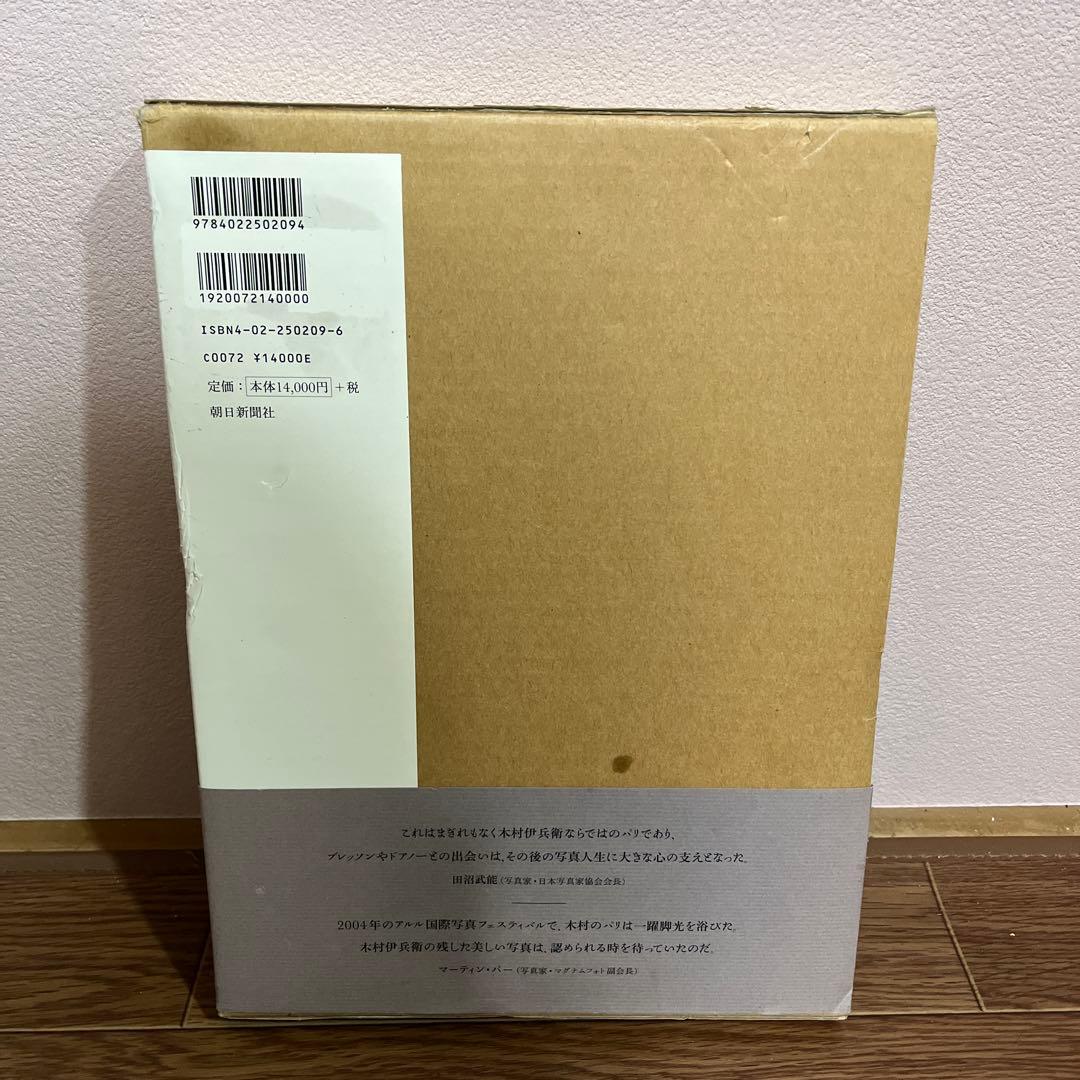 9784022502094
1920072140000
ISBN4-02-250209-6
C0072 ¥14000E
定価：本体14,000円＋税
朝日新聞社
これはまぎれもなく木村伊兵衛ならではのパリであり、
ブレッソンやドアノーとの出会いは、その後の写真人生に大きな心の支えとなった。
田沼武能（写真家・日本写真家協会会長）
2004年のアルル国際写真フェスティバルで、木村のパリは一躍脚光を浴びた。
木村伊兵衛の残した美しい写真は、認められる時を待っていたのだ。
マーティン・パー（写真家・マグナムフォト副会長）